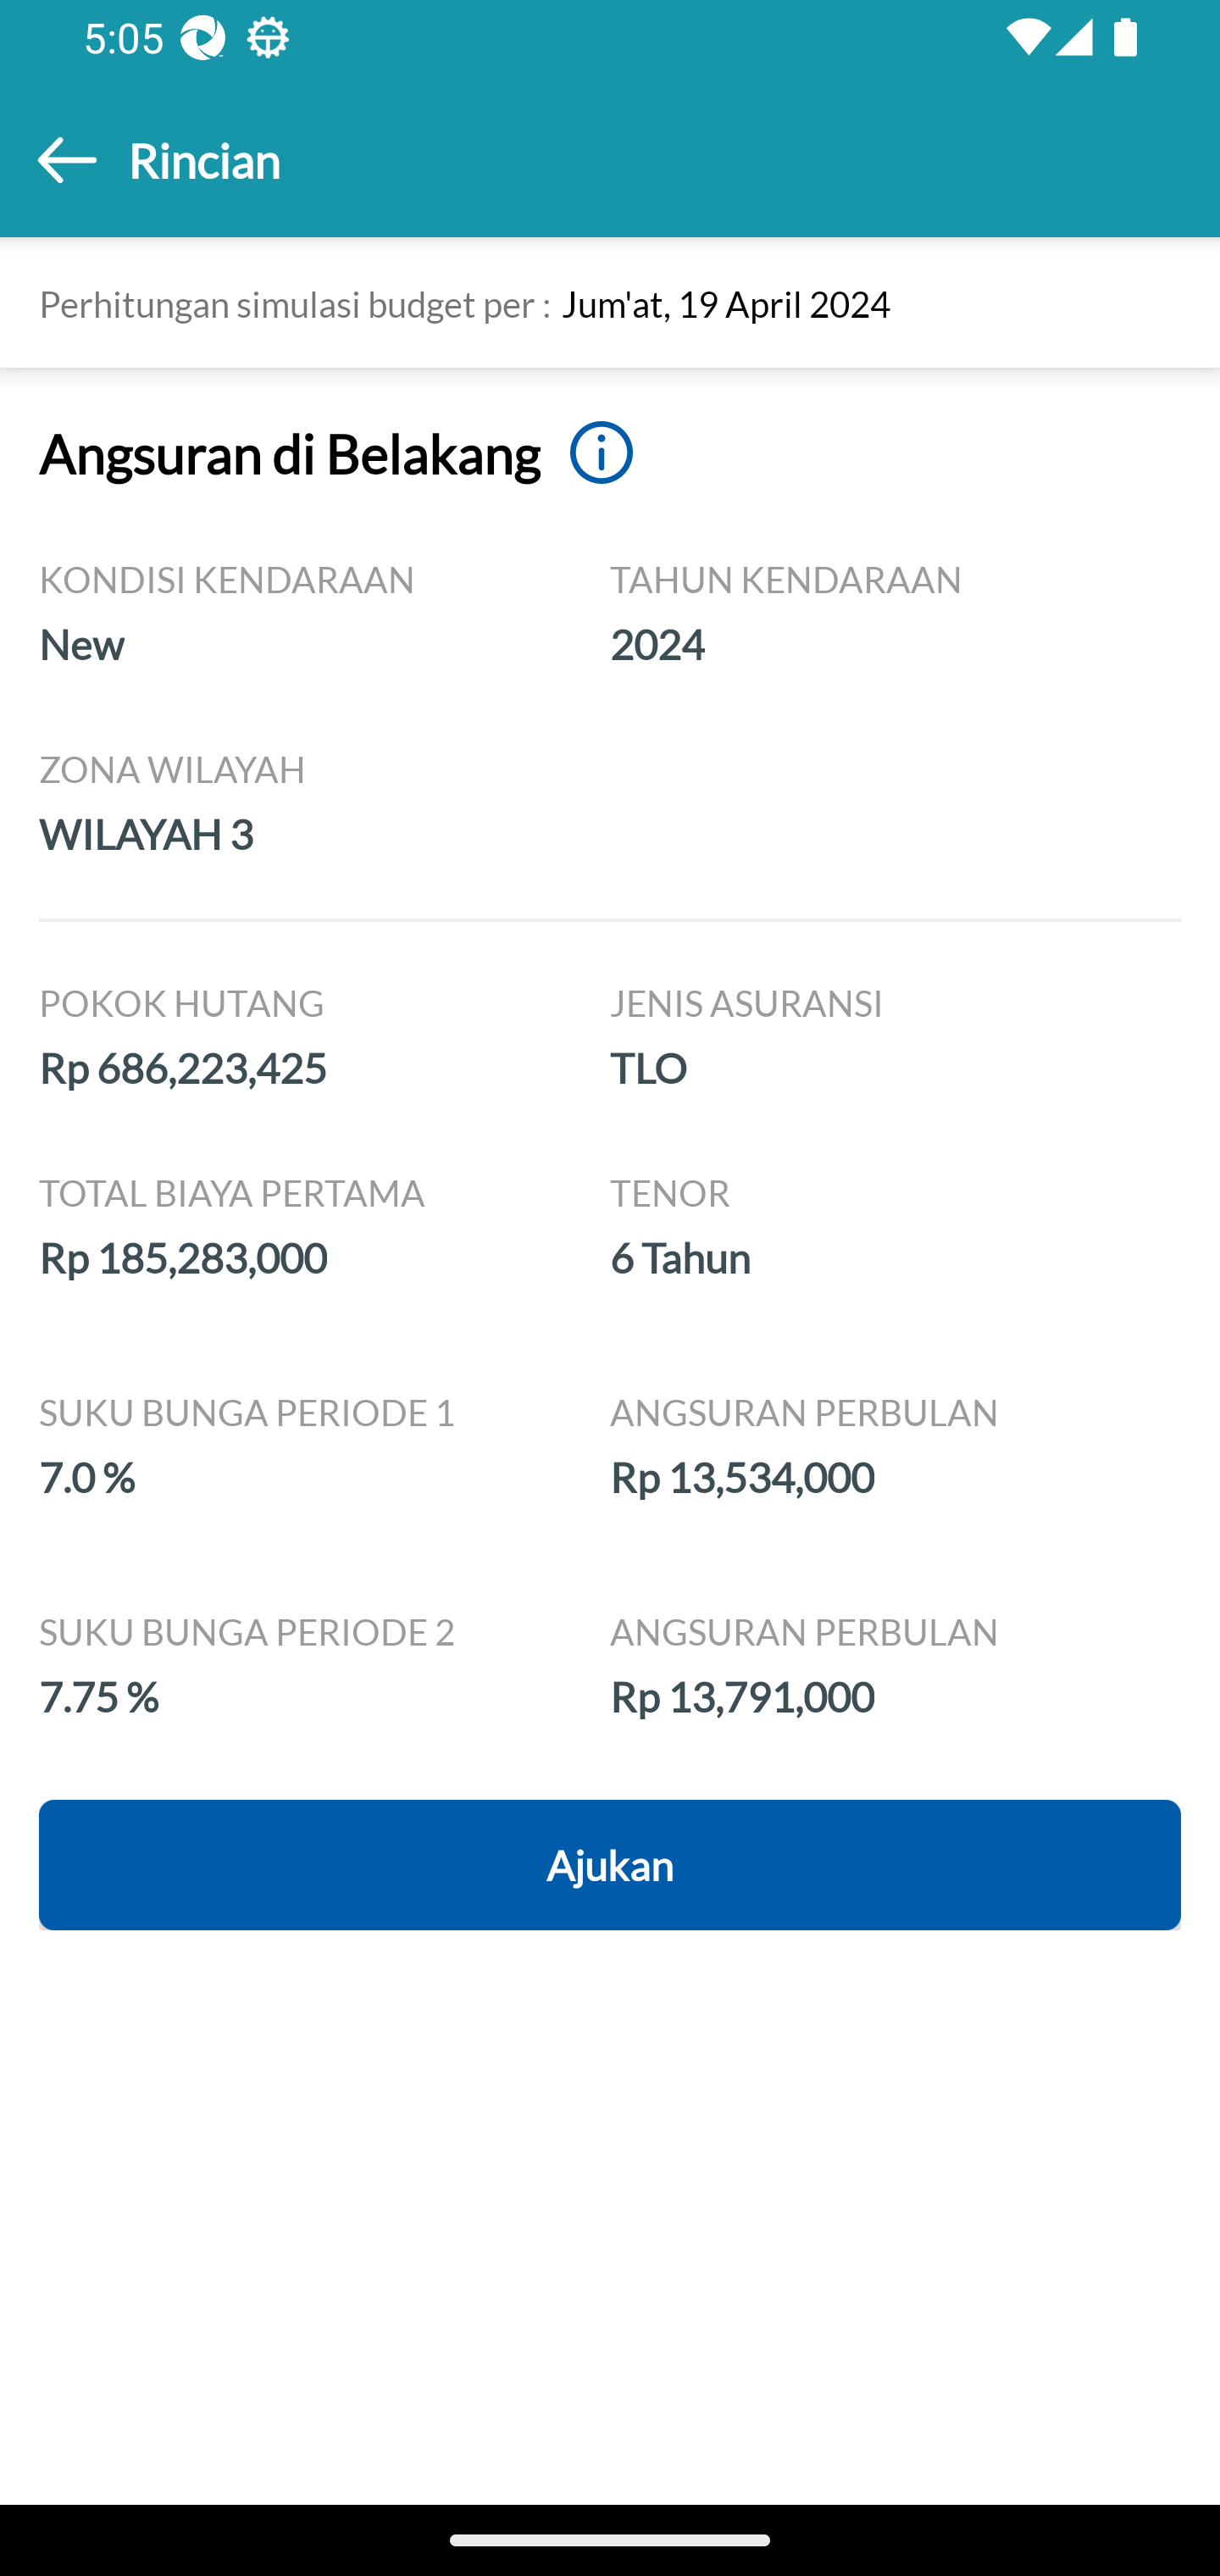 5:05
Rincian
Perhitungan simulasi budget per : Jum'at, 19 April 2024
Angsuran di Belakang
KONDISI KENDARAAN TAHUN KENDARAAN
New 2024
ZONA WILAYAH
WILAYAH 3
POKOK HUTANG JENIS ASURANSI
Rp 686,223,425 TLO
TOTAL BIAYA PERTAMA TENOR
Rp 185,283,000 6 Tahun
SUKU BUNGA PERIODE 1 ANGSURAN PERBULAN
7.0 % Rp 13,534,000
SUKU BUNGA PERIODE 2 ANGSURAN PERBULAN
7.75 % Rp 13,791,000
Ajukan